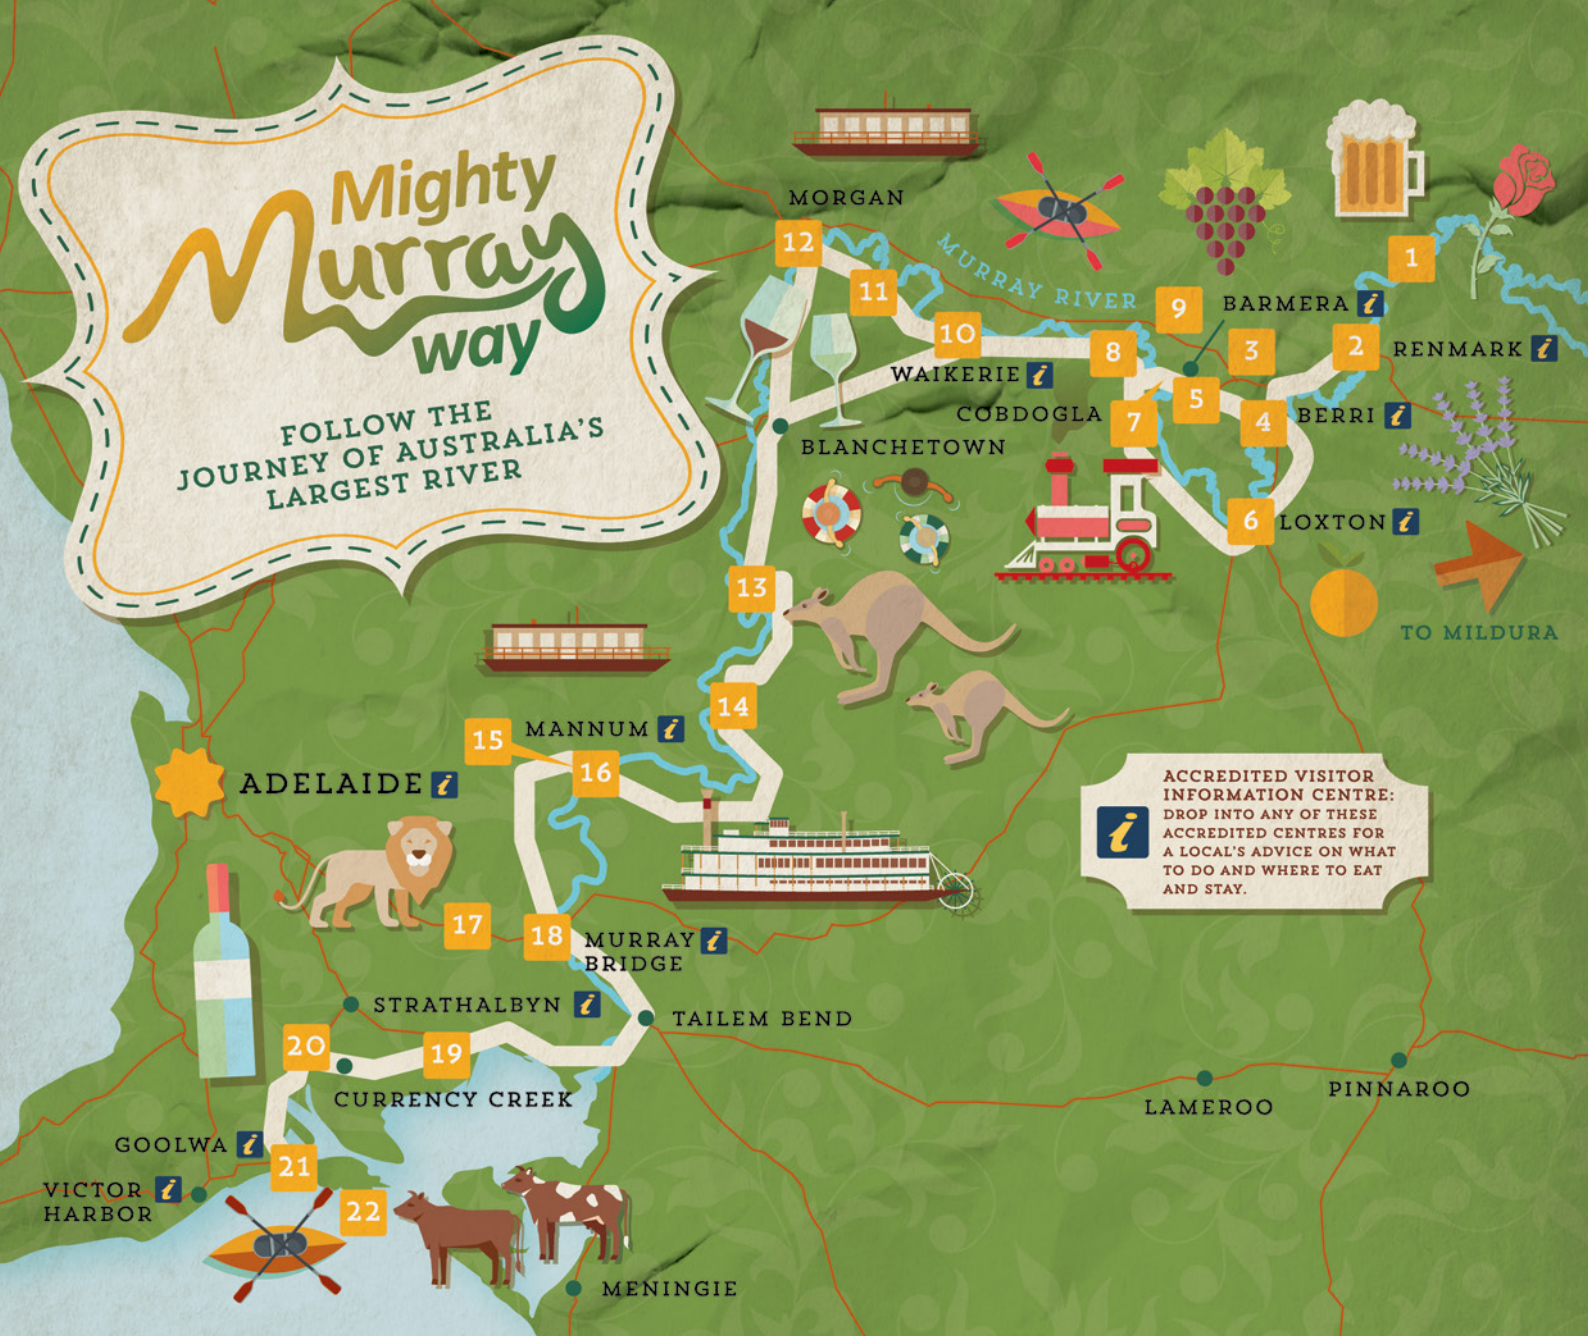 Mighty
Murray
way
FOLLOW THE
JOURNEY OF AUSTRALIA'S
LARGEST RIVER
MORGAN
12
11
MURRAY RIVER
1
9
BARMERA i
10
8
3
2
RENMARK i
WAIKERIE i
COBDOGLA
7
5
4
BERRI i
BLANCHETOWN
6
LOXTON i
13
TO MILDURA
14
15
MANNUM i
16
ADELAIDE i
i
ACCREDITED VISITOR
INFORMATION CENTRE:
DROP INTO ANY OF THESE
ACCREDITED CENTRES FOR
A LOCAL'S ADVICE ON WHAT
TO DO AND WHERE TO EAT
AND STAY.
17
18
MURRAY i
BRIDGE
STRATHALBYN i
TAILEM BEND
20
19
CURRENCY CREEK
LAMEROO
PINNAROO
GOOLWA i
21
VICTOR i
HARBOR
22
MENINGIE